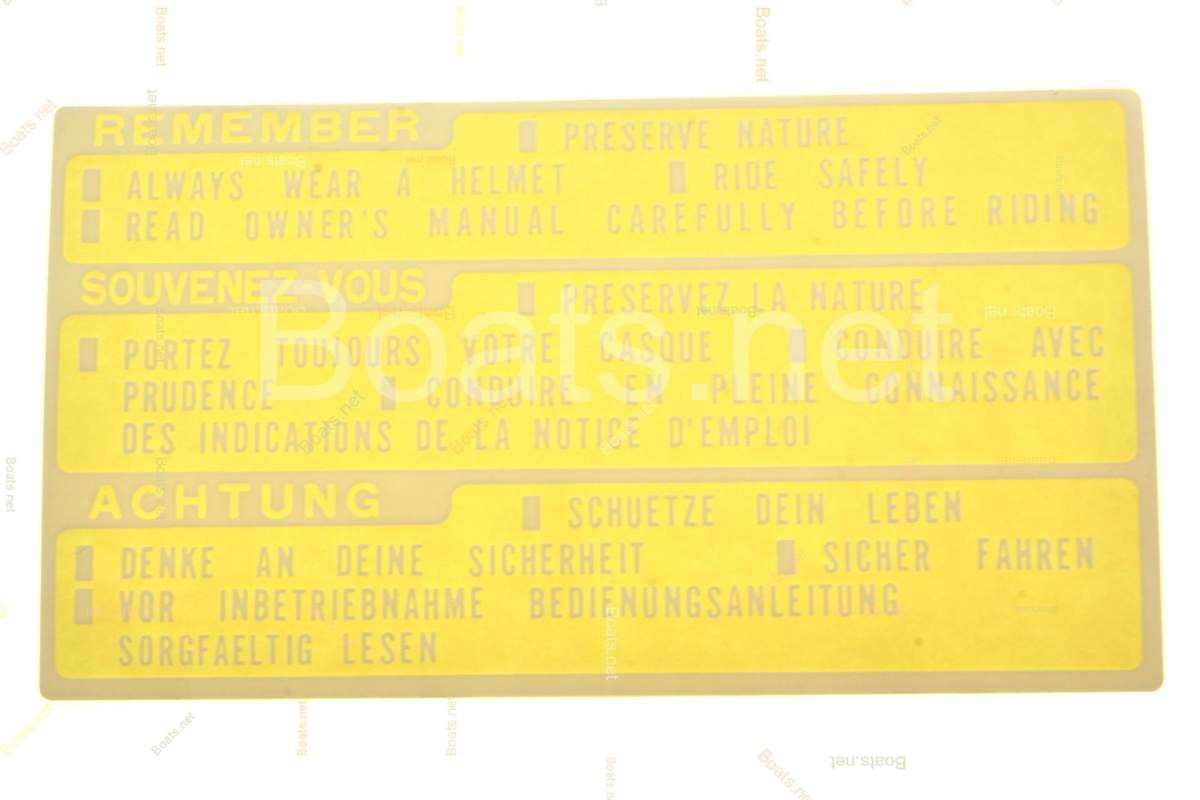 REMEMBER
▮ PRESERVE NATURE
▮ ALWAYS WEAR A HELMET ▮ RIDE SAFELY
▮ READ OWNER'S MANUAL CAREFULLY BEFORE RIDING
SOUVENEZ-VOUS
▮ PRESERVEZ LA NATURE
▮ PORTEZ TOUJOURS VOTRE CASQUE ▮ CONDUIRE AVEC
PRUDENCE ▮ CONDUIRE EN PLEINE CONNAISSANCE
DES INDICATIONS DE LA NOTICE D'EMPLOI
ACHTUNG
▮ SCHUETZE DEIN LEBEN
▮ DENKE AN DEINE SICHERHEIT ▮ SICHER FAHREN
▮ VOR INBETRIEBNAHME BEDIENUNGSANLEITUNG
SORGFAELTIG LESEN
Boats.net